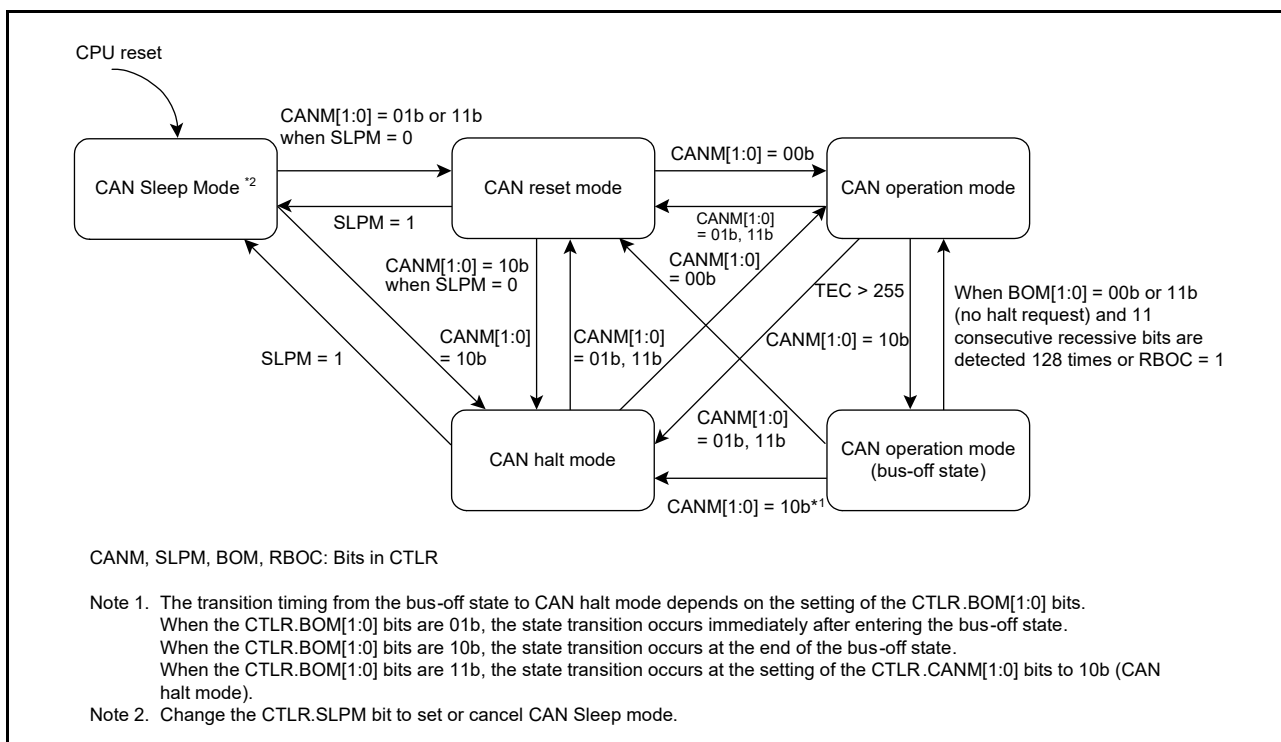 CPU reset
CANM[1:0] = 01b or 11b
when SLPM = 0
CANM[1:0] = 00b
CAN Sleep Mode *2
CAN reset mode
CAN operation mode
SLPM = 1
CANM[1:0]
= 01b, 11b
CANM[1:0] = 10b
when SLPM = 0
CANM[1:0]
= 00b
TEC > 255
When BOM[1:0] = 00b or 11b
(no halt request) and 11
consecutive recessive bits are
detected 128 times or RBOC = 1
CANM[1:0]
= 10b
CANM[1:0]
= 01b, 11b
CANM[1:0] = 10b
SLPM = 1
CANM[1:0]
= 01b, 11b
CAN halt mode
CAN operation mode
(bus-off state)
CANM[1:0] = 10b*1
CANM, SLPM, BOM, RBOC: Bits in CTLR
Note 1. The transition timing from the bus-off state to CAN halt mode depends on the setting of the CTLR.BOM[1:0] bits.
When the CTLR.BOM[1:0] bits are 01b, the state transition occurs immediately after entering the bus-off state.
When the CTLR.BOM[1:0] bits are 10b, the state transition occurs at the end of the bus-off state.
When the CTLR.BOM[1:0] bits are 11b, the state transition occurs at the setting of the CTLR.CANM[1:0] bits to 10b (CAN
halt mode).
Note 2. Change the CTLR.SLPM bit to set or cancel CAN Sleep mode.